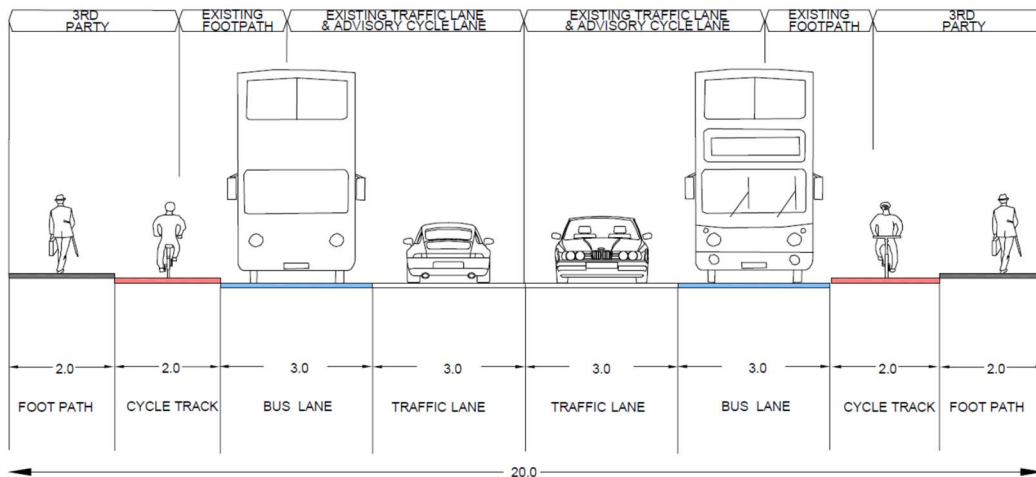 3RD
PARTY
EXISTING
FOOTPATH
EXISTING TRAFFIC LANE
& ADVISORY CYCLE LANE
EXISTING TRAFFIC LANE
& ADVISORY CYCLE LANE
EXISTING
FOOTPATH
3RD
PARTY
2.0 2.0 3.0 3.0 3.0 3.0 2.0 2.0
FOOT PATH CYCLE TRACK BUS LANE TRAFFIC LANE TRAFFIC LANE BUS LANE CYCLE TRACK FOOT PATH
20.0